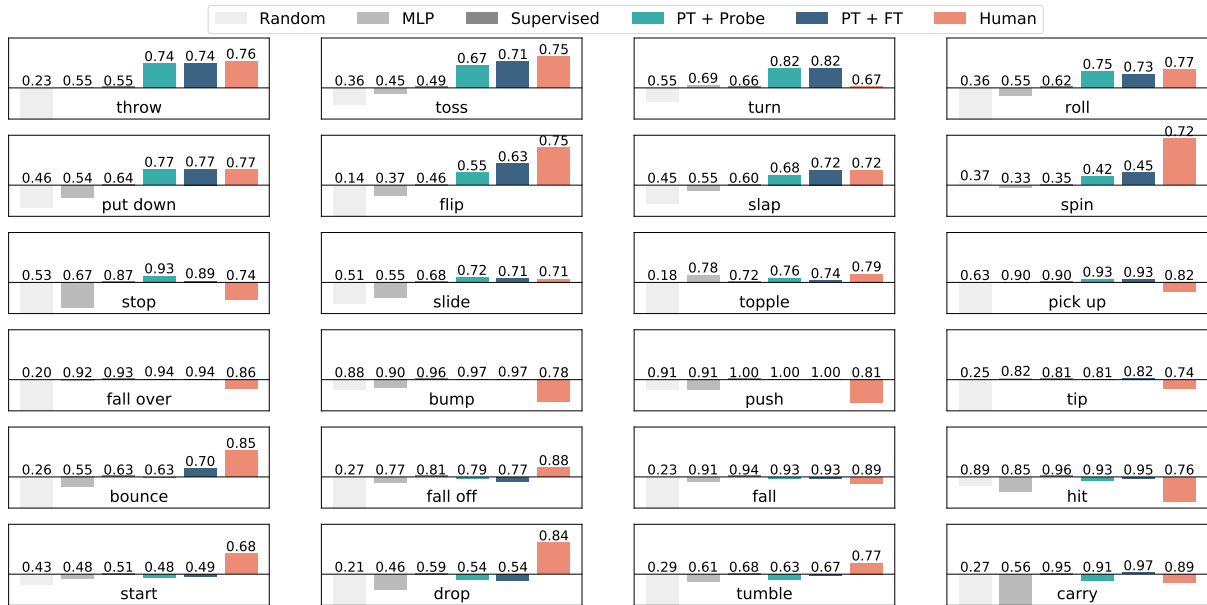 Random MLP Supervised PT + Probe PT + FT Human
0.23 0.55 0.55 0.74 0.74 0.76
throw
0.36 0.45 0.49 0.67 0.71 0.75
toss
0.55 0.69 0.66 0.82 0.82 0.67
turn
0.36 0.55 0.62 0.75 0.73 0.77
roll
0.46 0.54 0.64 0.77 0.77 0.77
put down
0.14 0.37 0.46 0.55 0.63 0.75
flip
0.45 0.55 0.60 0.68 0.72 0.72
slap
0.37 0.33 0.35 0.42 0.45 0.72
spin
0.53 0.67 0.87 0.93 0.89 0.74
stop
0.51 0.55 0.68 0.72 0.71 0.71
slide
0.18 0.78 0.72 0.76 0.74 0.79
topple
0.63 0.90 0.90 0.93 0.93 0.82
pick up
0.20 0.92 0.93 0.94 0.94 0.86
fall over
0.88 0.90 0.96 0.97 0.97 0.78
bump
0.91 0.91 1.00 1.00 1.00 0.81
push
0.25 0.82 0.81 0.81 0.82 0.74
tip
0.26 0.55 0.63 0.63 0.70 0.85
bounce
0.27 0.77 0.81 0.79 0.77 0.88
fall off
0.23 0.91 0.94 0.93 0.93 0.89
fall
0.89 0.85 0.96 0.93 0.95 0.76
hit
0.43 0.48 0.51 0.48 0.49 0.68
start
0.21 0.46 0.59 0.54 0.54 0.84
drop
0.29 0.61 0.68 0.63 0.67 0.77
tumble
0.27 0.56 0.95 0.91 0.97 0.89
carry